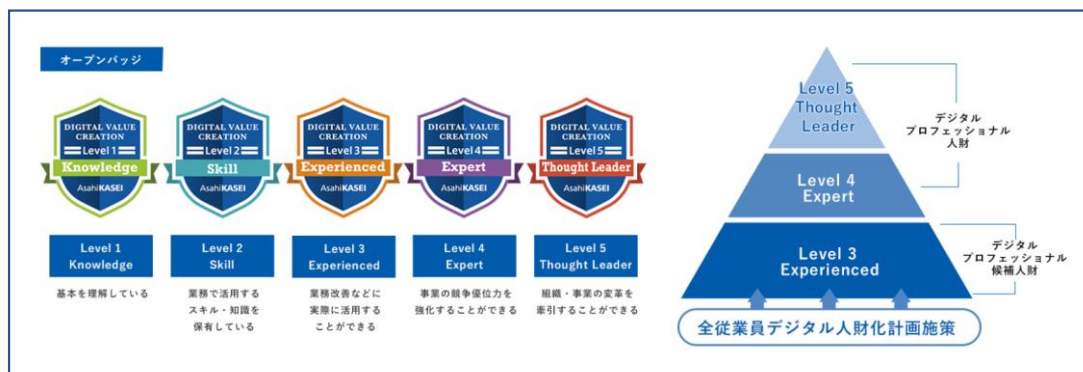 オープンバッジ
DIGITAL VALUE
CREATION
Level 1
Knowledge
AsahiKASEI
DIGITAL VALUE
CREATION
Level 2
Skill
AsahiKASEI
DIGITAL VALUE
CREATION
Level 3
Experienced
AsahiKASEI
DIGITAL VALUE
CREATION
Level 4
Expert
AsahiKASEI
DIGITAL VALUE
CREATION
Level 5
Thought Leader
AsahiKASEI
Level 1
Knowledge
基本を理解している
Level 2
Skill
業務で活用する
スキル・知識を
保有している
Level 3
Experienced
業務改善などに
実際に活用する
ことができる
Level 4
Expert
事業の競争優位力を
強化することができる
Level 5
Thought Leader
組織・事業の変革を
牽引することができる
Level 5
Thought
Leader
デジタル
プロフェッショナル
人財
Level 4
Expert
Level 3
Experienced
デジタル
プロフェッショナル
候補人財
全従業員デジタル人財化計画施策